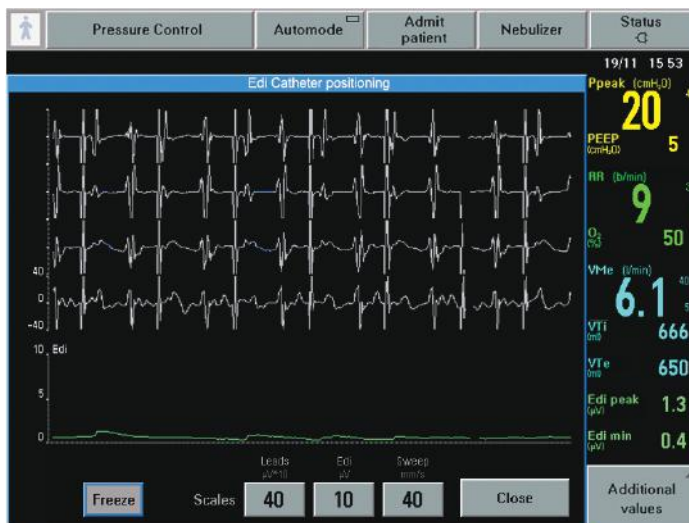 Pressure Control
Automode
Admit
patient
Nebulizer
Status
19/11 15 53
Edi Catheter positioning
Ppeak (cmH₂O)
20
PEEP
(cmH₂O)
5
RR (b/min)
9
O₂
(%)
50
VMe (l/min)
40
6.1
VTi
(ml)
666
VTe
(ml)
650
Edi peak
(µV)
1.3
Edi min
(µV)
0.4
40
0
-40
10
Edi
5
0
Leads
µV*10
Edi
µV
Sweep
mm/s
Freeze
Scales
40
10
40
Close
Additional
values